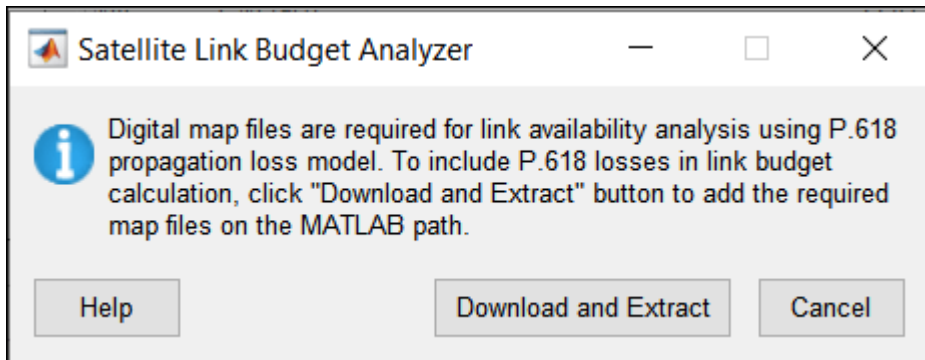 Satellite Link Budget Analyzer
Digital map files are required for link availability analysis using P.618
propagation loss model. To include P.618 losses in link budget
calculation, click "Download and Extract" button to add the required
map files on the MATLAB path.
Help
Download and Extract
Cancel